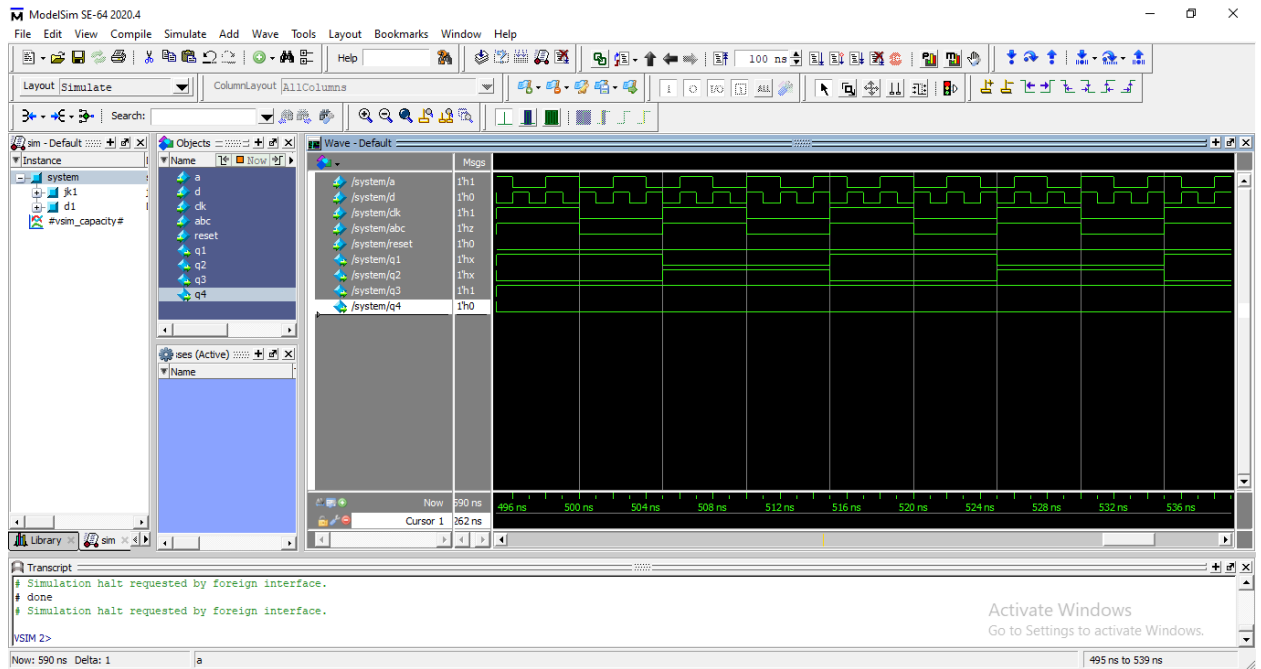 ModelSim SE-64 2020.4
File Edit View Compile Simulate Add Wave Tools Layout Bookmarks Window Help
Help
100 ns
Layout Simulate
ColumnLayout AllColumns
Search:
sim - Default
Instance
system
jk1
d1
#vsim_capacity#
Library
sim
Objects
Name
Now
a
d
clk
abc
reset
q1
q2
q3
q4
ises (Active)
Name
Wave - Default
Msgs
/system/a 1'h1
/system/d 1'h0
/system/clk 1'h1
/system/abc 1'hz
/system/reset 1'h0
/system/q1 1'hx
/system/q2 1'hx
/system/q3 1'h1
/system/q4 1'h0
Now 590 ns
Cursor 1 262 ns
496 ns 500 ns 504 ns 508 ns 512 ns 516 ns 520 ns 524 ns 528 ns 532 ns 536 ns
Transcript
# Simulation halt requested by foreign interface.
# done
# Simulation halt requested by foreign interface.
VSIM 2>
Activate Windows
Go to Settings to activate Windows.
Now: 590 ns Delta: 1
a
495 ns to 539 ns